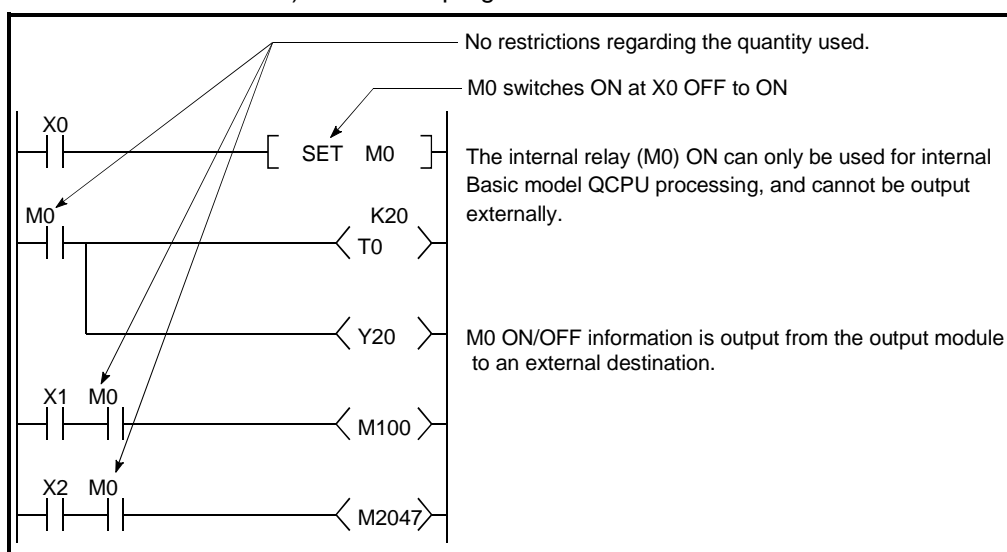 No restrictions regarding the quantity used.
M0 switches ON at X0 OFF to ON
X0
SET M0
The internal relay (M0) ON can only be used for internal
Basic model QCPU processing, and cannot be output
externally.
M0
K20
T0
Y20
M0 ON/OFF information is output from the output module
to an external destination.
X1 M0
M100
X2 M0
M2047